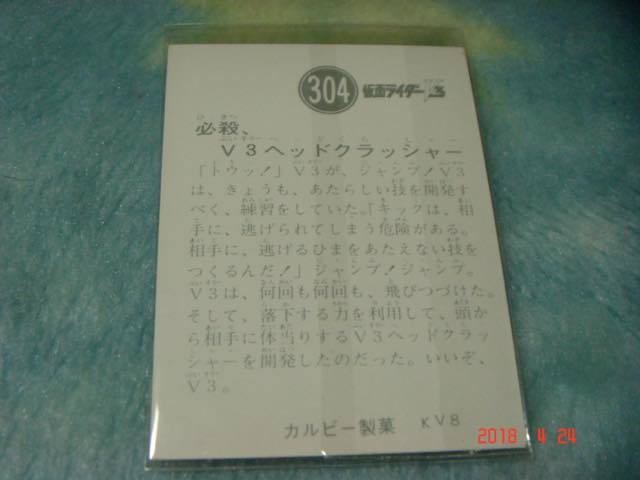 304 仮面ライダーV3
必殺、
V3ヘッドクラッシャー
「トウッ!」V3が、ジャンプ!V3
は、きょうも、あたらしい技を開発す
べく、練習をしていた。「キックは、相
手に、逃げられてしまう危険がある。
相手に、逃げるひまをあたえない技を
つくるんだ!」ジャンプ!ジャンプ。
V3は、何回も何回も、飛びつづけた。
そして、落下する力を利用して、頭か
ら相手に体当りするV3ヘッドクラッ
シャーを開発したのだった。いいぞ、
V3。
カルビー製菓 KV8
2018 4 24